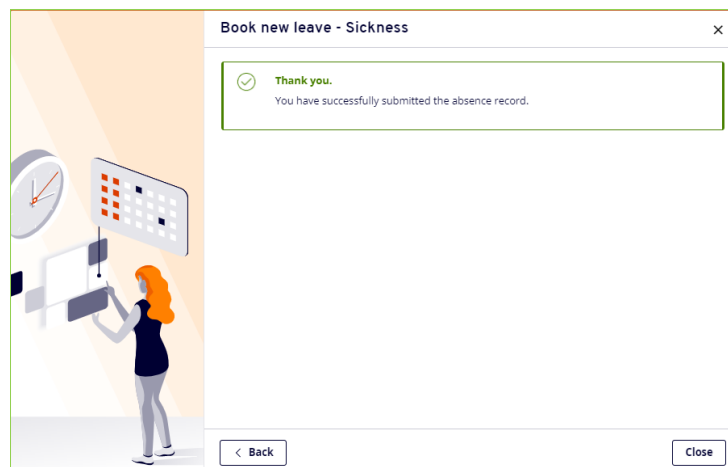 Book new leave - Sickness
Thank you.
You have successfully submitted the absence record.
Back
Close